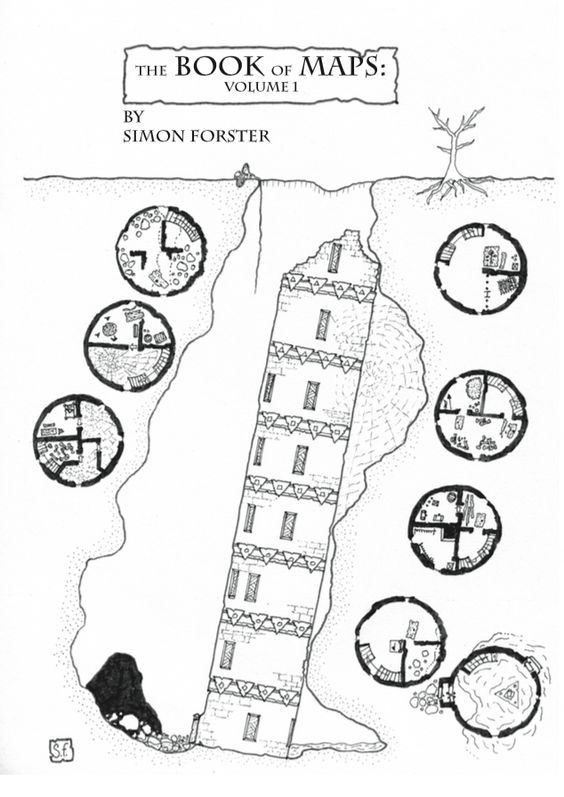 THE BOOK OF MAPS:
VOLUME 1
BY
SIMON FORSTER
S.f.